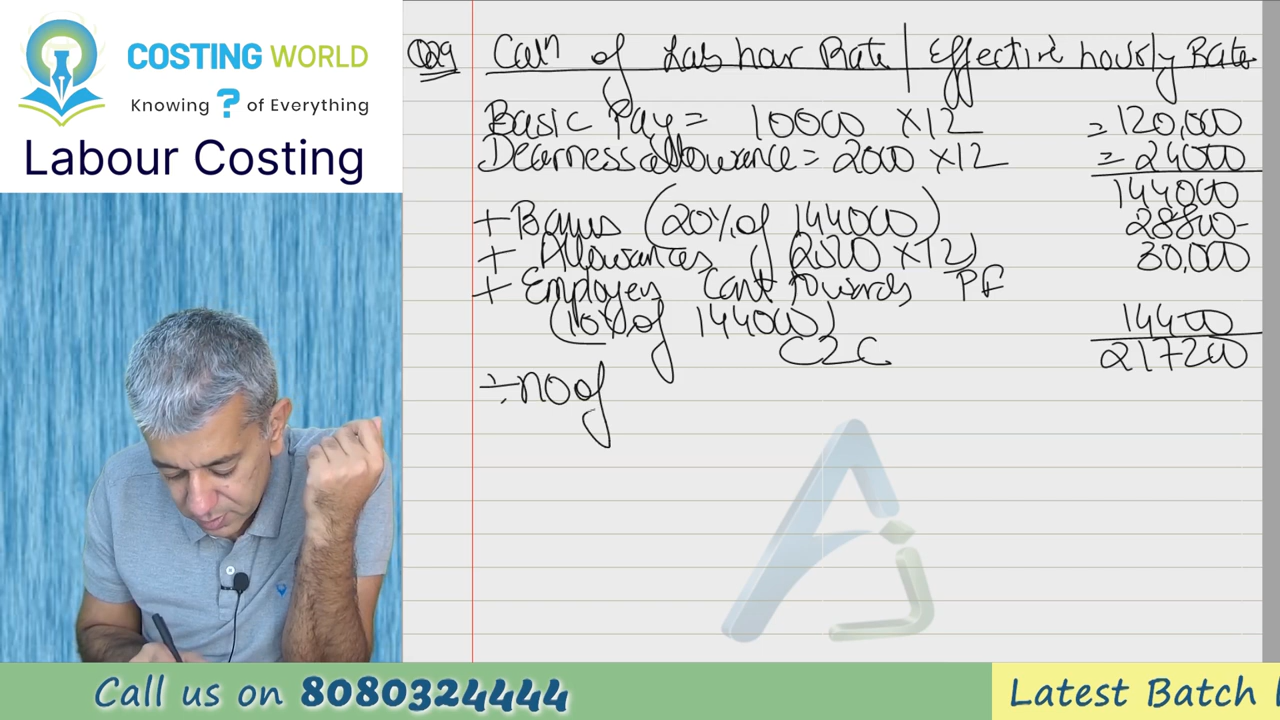 COSTING WORLD
Knowing ? of Everything
Labour Costing
Q29 Calⁿ of Lab hour Rate | Effective hourly Rate
Basic Pay = 10000 ×12 = 120,000
Dearness allowance = 2000 ×12 = 24000
144000
+ Bonus (20% of 144000) 28800-
+ Allowances (2500 ×12) 30,000
+ Employer Cont towards PF
(10% of 144000) 14400
C2C 217200
÷ no of
Call us on 8080324444
Latest Batch